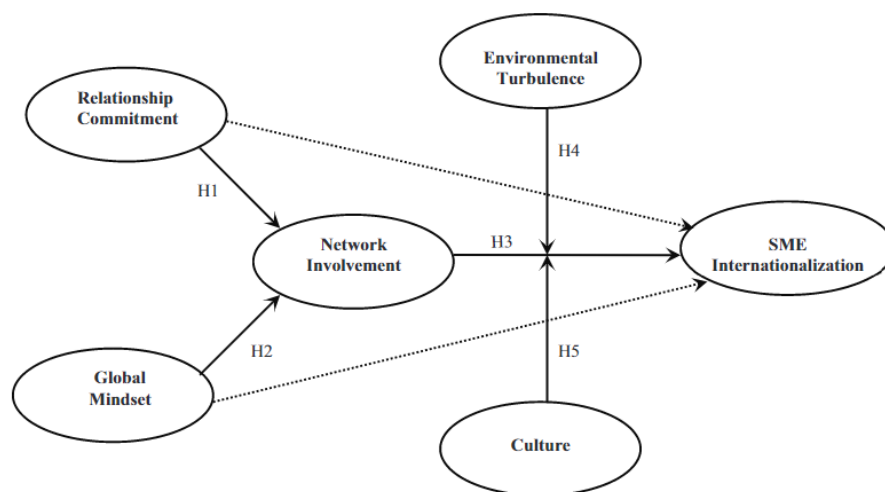 Environmental
Turbulence
Relationship
Commitment
H4
H1
Network
Involvement
H3
SME
Internationalization
H2
H5
Global
Mindset
Culture